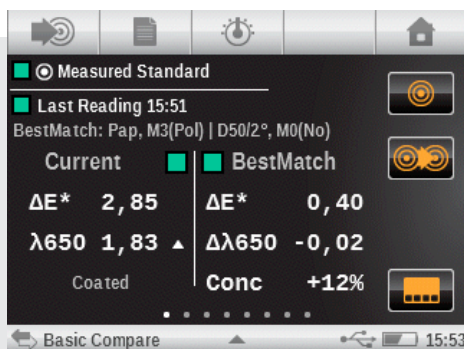 Measured Standard
Last Reading 15:51
BestMatch: Pap, M3(Pol) | D50/2°, M0(No)
Current
BestMatch
ΔE* 2,85
ΔE* 0,40
λ650 1,83 ▲
Δλ650 -0,02
Coated
Conc +12%
Basic Compare
15:53